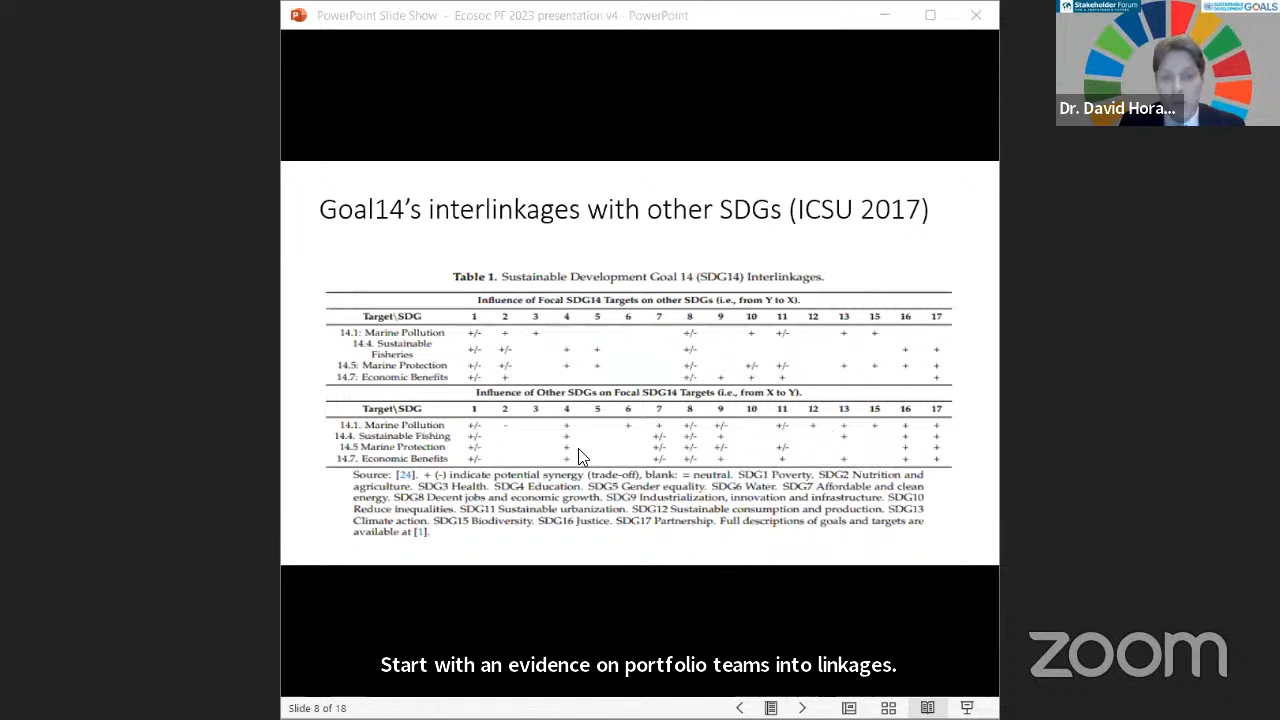 PowerPoint Slide Show - Ecosoc PF 2023 presentation v4 - PowerPoint
Stakeholder Forum
SUSTAINABLE DEVELOPMENT GOALS
Dr. David Hora...
Goal14's interlinkages with other SDGs (ICSU 2017)
Table 1. Sustainable Development Goal 14 (SDG14) Interlinkages.
Influence of Focal SDG14 Targets on other SDGs (i.e., from Y to X).
Target\SDG 1 2 3 4 5 6 7 8 9 10 11 12 13 15 16 17
14.1: Marine Pollution +/- + + +/- + +/- + +
14.4. Sustainable Fisheries +/- +/- + + +/- + +
14.5: Marine Protection +/- +/- + + +/- +/- +/- + + + +
14.7: Economic Benefits +/- + +/- + + + +
Influence of Other SDGs on Focal SDG14 Targets (i.e., from X to Y).
Target\SDG 1 2 3 4 5 6 7 8 9 10 11 12 13 15 16 17
14.1. Marine Pollution +/- - + + + +/- +/- +/- + + + + +
14.4. Sustainable Fishing +/- + +/- +/- + + + +
14.5 Marine Protection +/- + +/- +/- +/- +/- + +
14.7. Economic Benefits +/- + +/- +/- + + + + +
Source: [24]. + (-) indicate potential synergy (trade-off), blank: = neutral. SDG1 Poverty. SDG2 Nutrition and
agriculture. SDG3 Health. SDG4 Education. SDG5 Gender equality. SDG6 Water. SDG7 Affordable and clean
energy. SDG8 Decent jobs and economic growth. SDG9 Industrialization, innovation and infrastructure. SDG10
Reduce inequalities. SDG11 Sustainable urbanization. SDG12 Sustainable consumption and production. SDG13
Climate action. SDG15 Biodiversity. SDG16 Justice. SDG17 Partnership. Full descriptions of goals and targets are
available at [1].
Start with an evidence on portfolio teams into linkages.
zoom
Slide 8 of 18